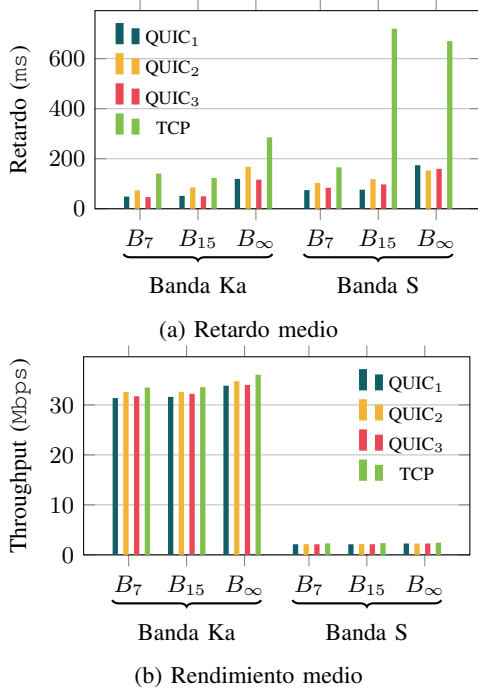 600
400
200
0
Retardo (ms)
QUIC₁
QUIC₂
QUIC₃
TCP
B₇ B₁₅ B∞ B₇ B₁₅ B∞
Banda Ka Banda S
(a) Retardo medio
30
20
10
0
Throughput (Mbps)
QUIC₁
QUIC₂
QUIC₃
TCP
B₇ B₁₅ B∞ B₇ B₁₅ B∞
Banda Ka Banda S
(b) Rendimiento medio